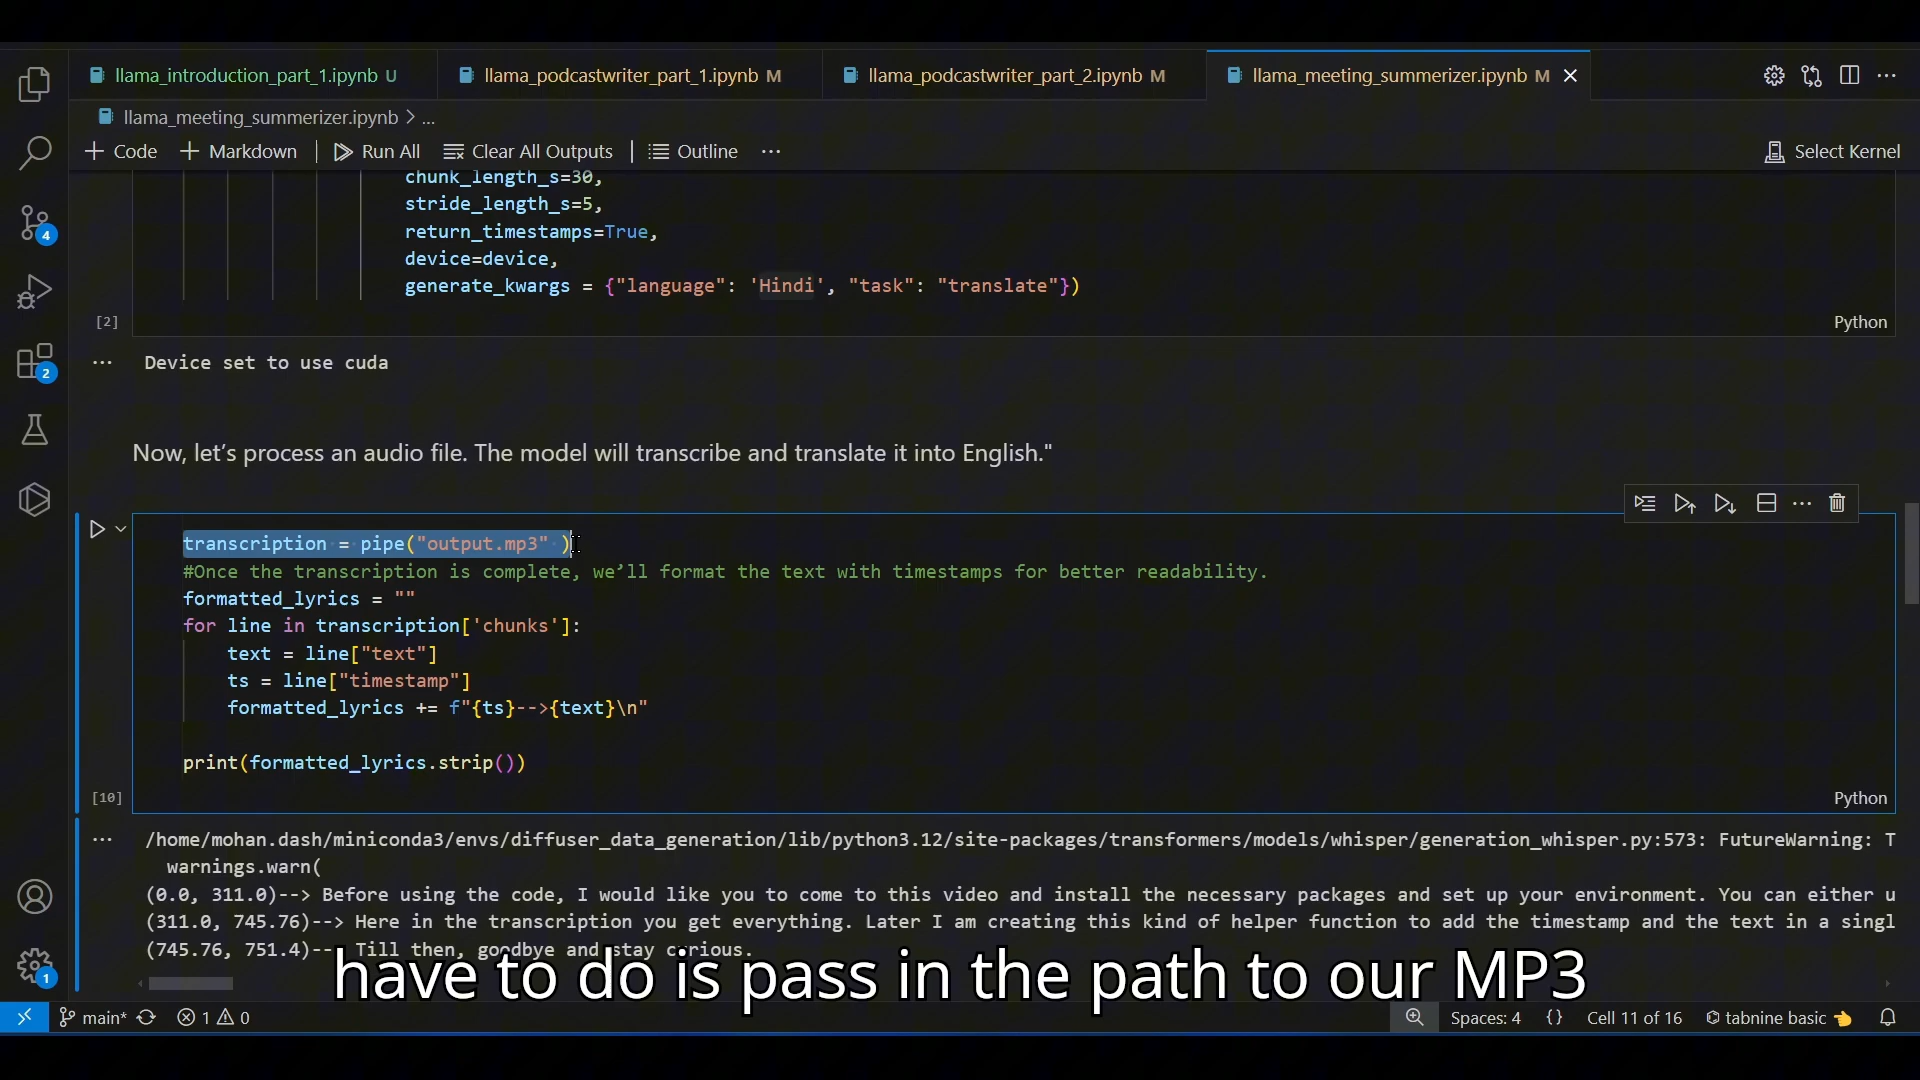 llama_introduction_part_1.ipynb U
llama_podcastwriter_part_1.ipynb M
llama_podcastwriter_part_2.ipynb M
llama_meeting_summerizer.ipynb M
llama_meeting_summerizer.ipynb > ...
+ Code + Markdown | Run All Clear All Outputs | Outline ... Select Kernel
chunk_length_s=30,
stride_length_s=5,
return_timestamps=True,
device=device,
generate_kwargs = {"language": 'Hindi', "task": "translate"})
[2] Python
... Device set to use cuda
Now, let’s process an audio file. The model will transcribe and translate it into English."
transcription = pipe("output.mp3" )
#Once the transcription is complete, we’ll format the text with timestamps for better readability.
formatted_lyrics = ""
for line in transcription['chunks']:
text = line["text"]
ts = line["timestamp"]
formatted_lyrics += f"{ts}-->{text}\n"
print(formatted_lyrics.strip())
[10] Python
... /home/mohan.dash/miniconda3/envs/diffuser_data_generation/lib/python3.12/site-packages/transformers/models/whisper/generation_whisper.py:573: FutureWarning: T
warnings.warn(
(0.0, 311.0)--> Before using the code, I would like you to come to this video and install the necessary packages and set up your environment. You can either u
(311.0, 745.76)--> Here in the transcription you get everything. Later I am creating this kind of helper function to add the timestamp and the text in a singl
(745.76, 751.4)--> Till then, goodbye and stay curious.
have to do is pass in the path to our MP3
4
2
1
main* 1 0 Spaces: 4 {} Cell 11 of 16 tabnine basic